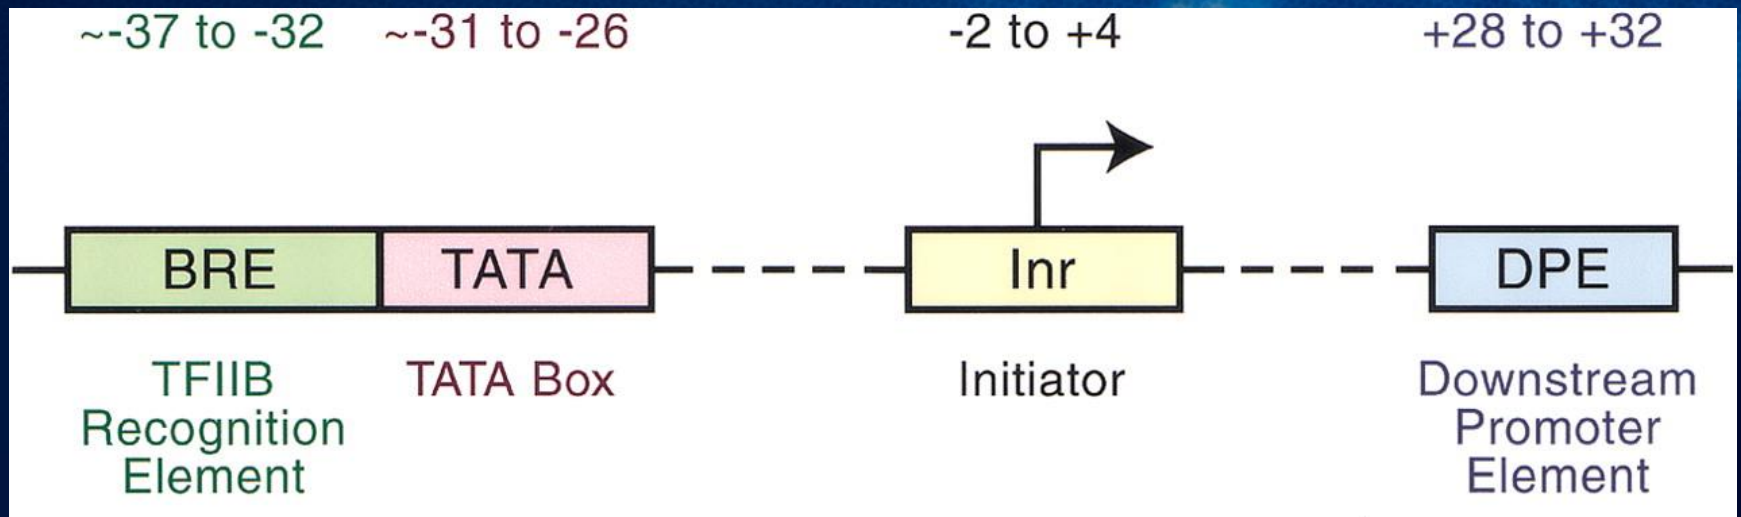 ~-37 to -32 ~-31 to -26 -2 to +4 +28 to +32
BRE TATA Inr DPE
TFIIB
Recognition
Element
TATA Box
Initiator
Downstream
Promoter
Element